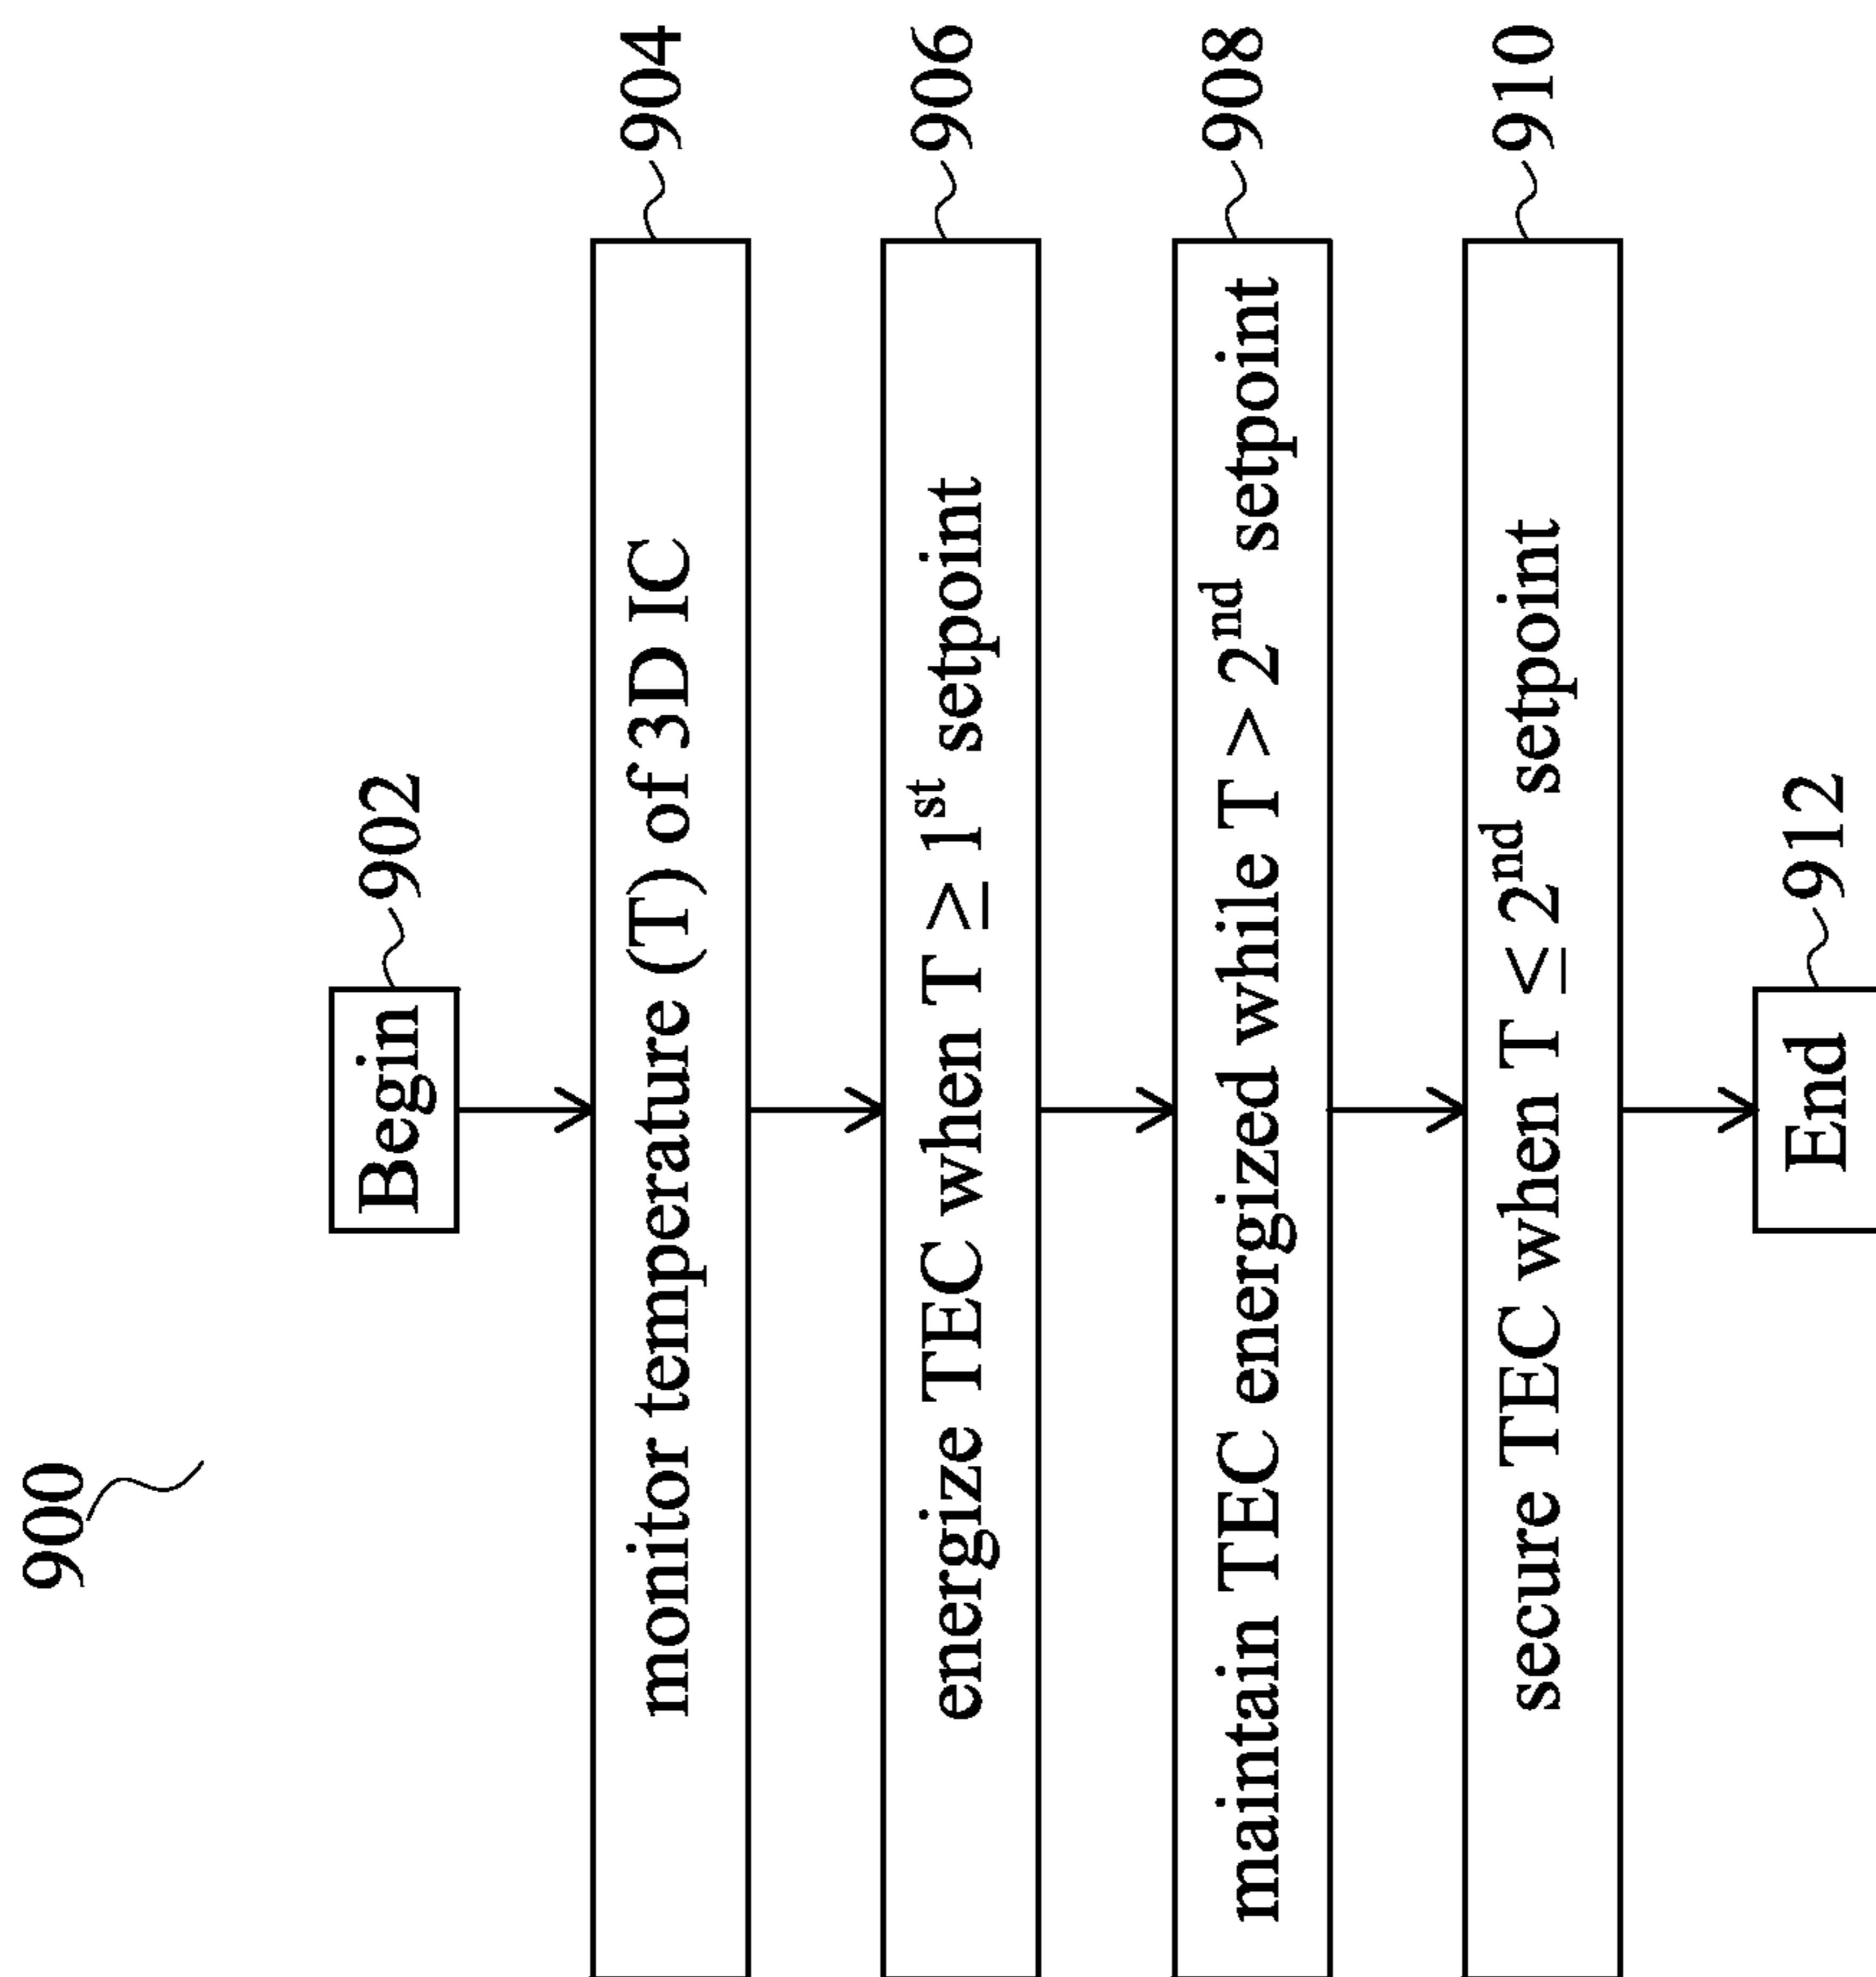 900
Begin 902
monitor temperature (T) of 3D IC 904
energize TEC when T ≥ 1st setpoint 906
maintain TEC energized while T > 2nd setpoint 908
secure TEC when T ≤ 2nd setpoint 910
End 912